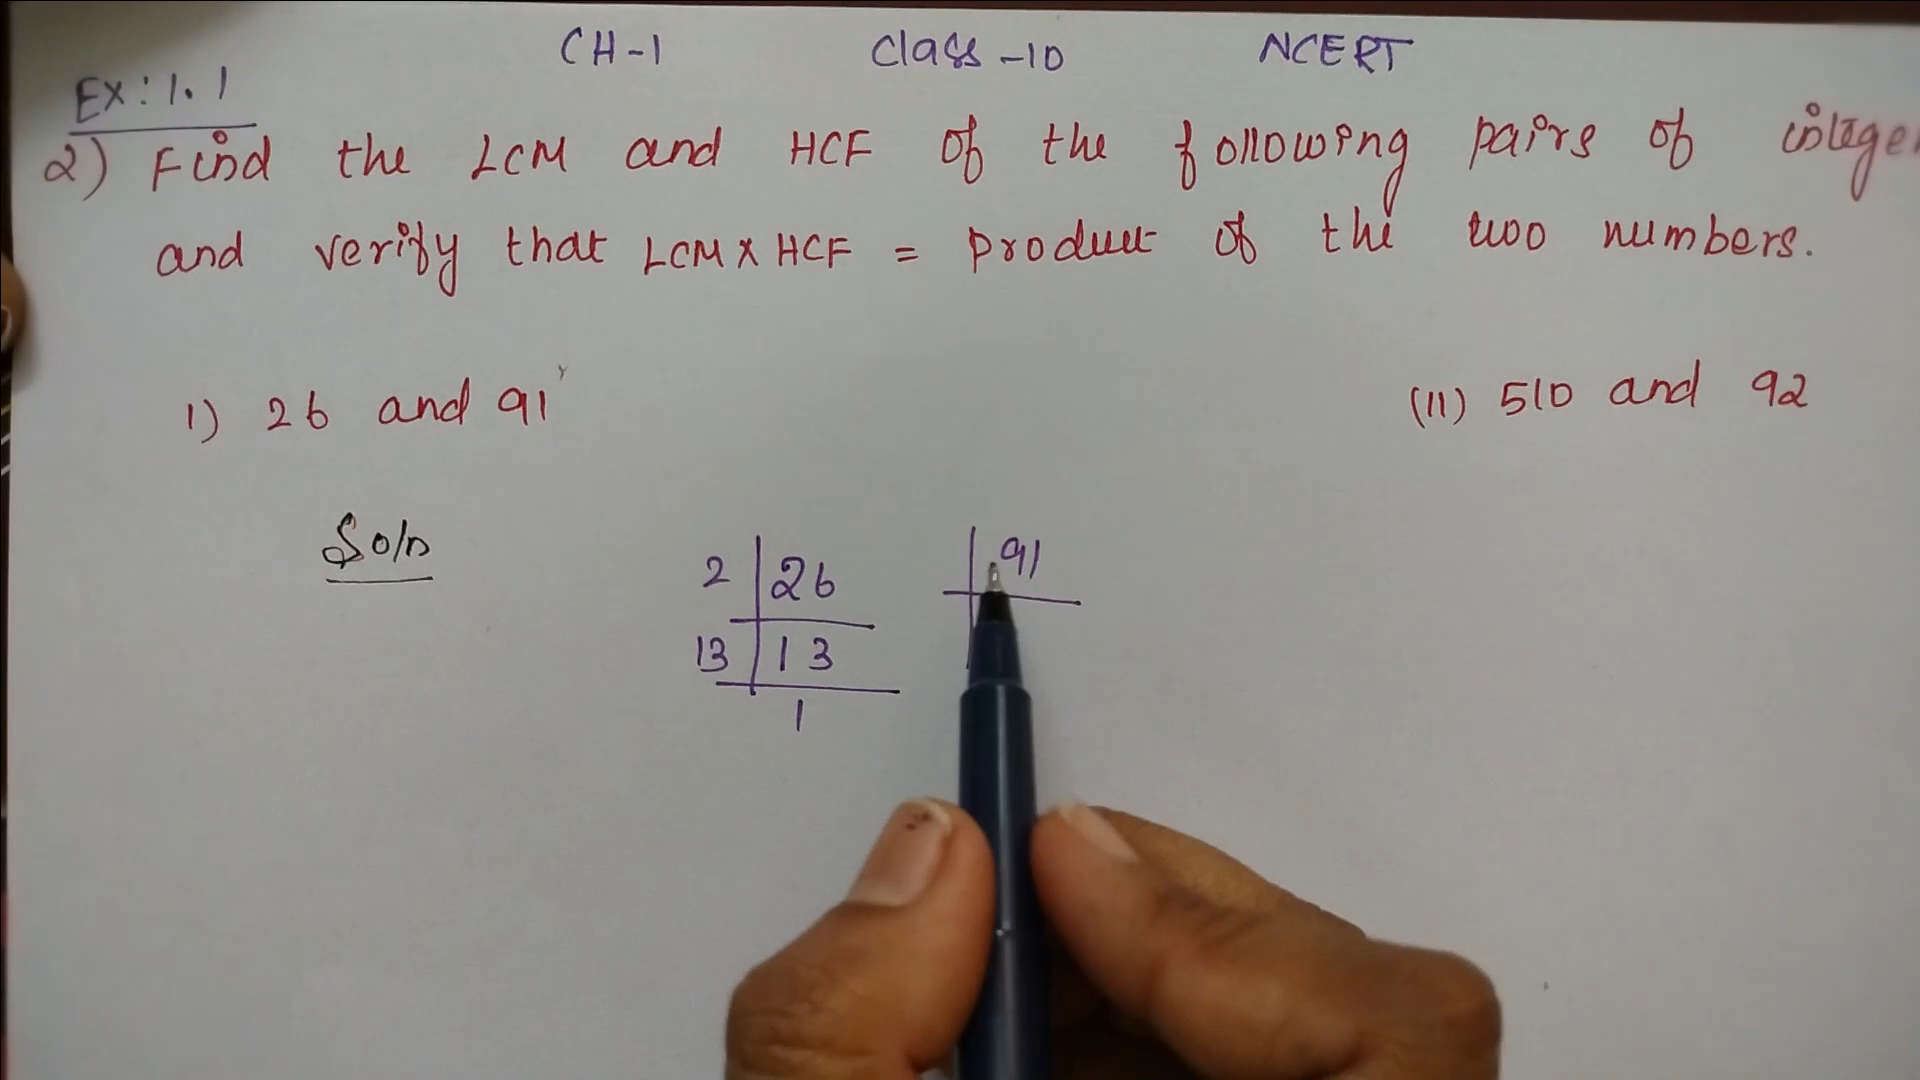 CH-1 Class-10 NCERT
Ex: 1.1
2) Find the LCM and HCF of the following pairs of integer
and verify that LCM x HCF = product of the two numbers.
1) 26 and 91 (11) 510 and 92
Soln
2 26 91
13 13
1